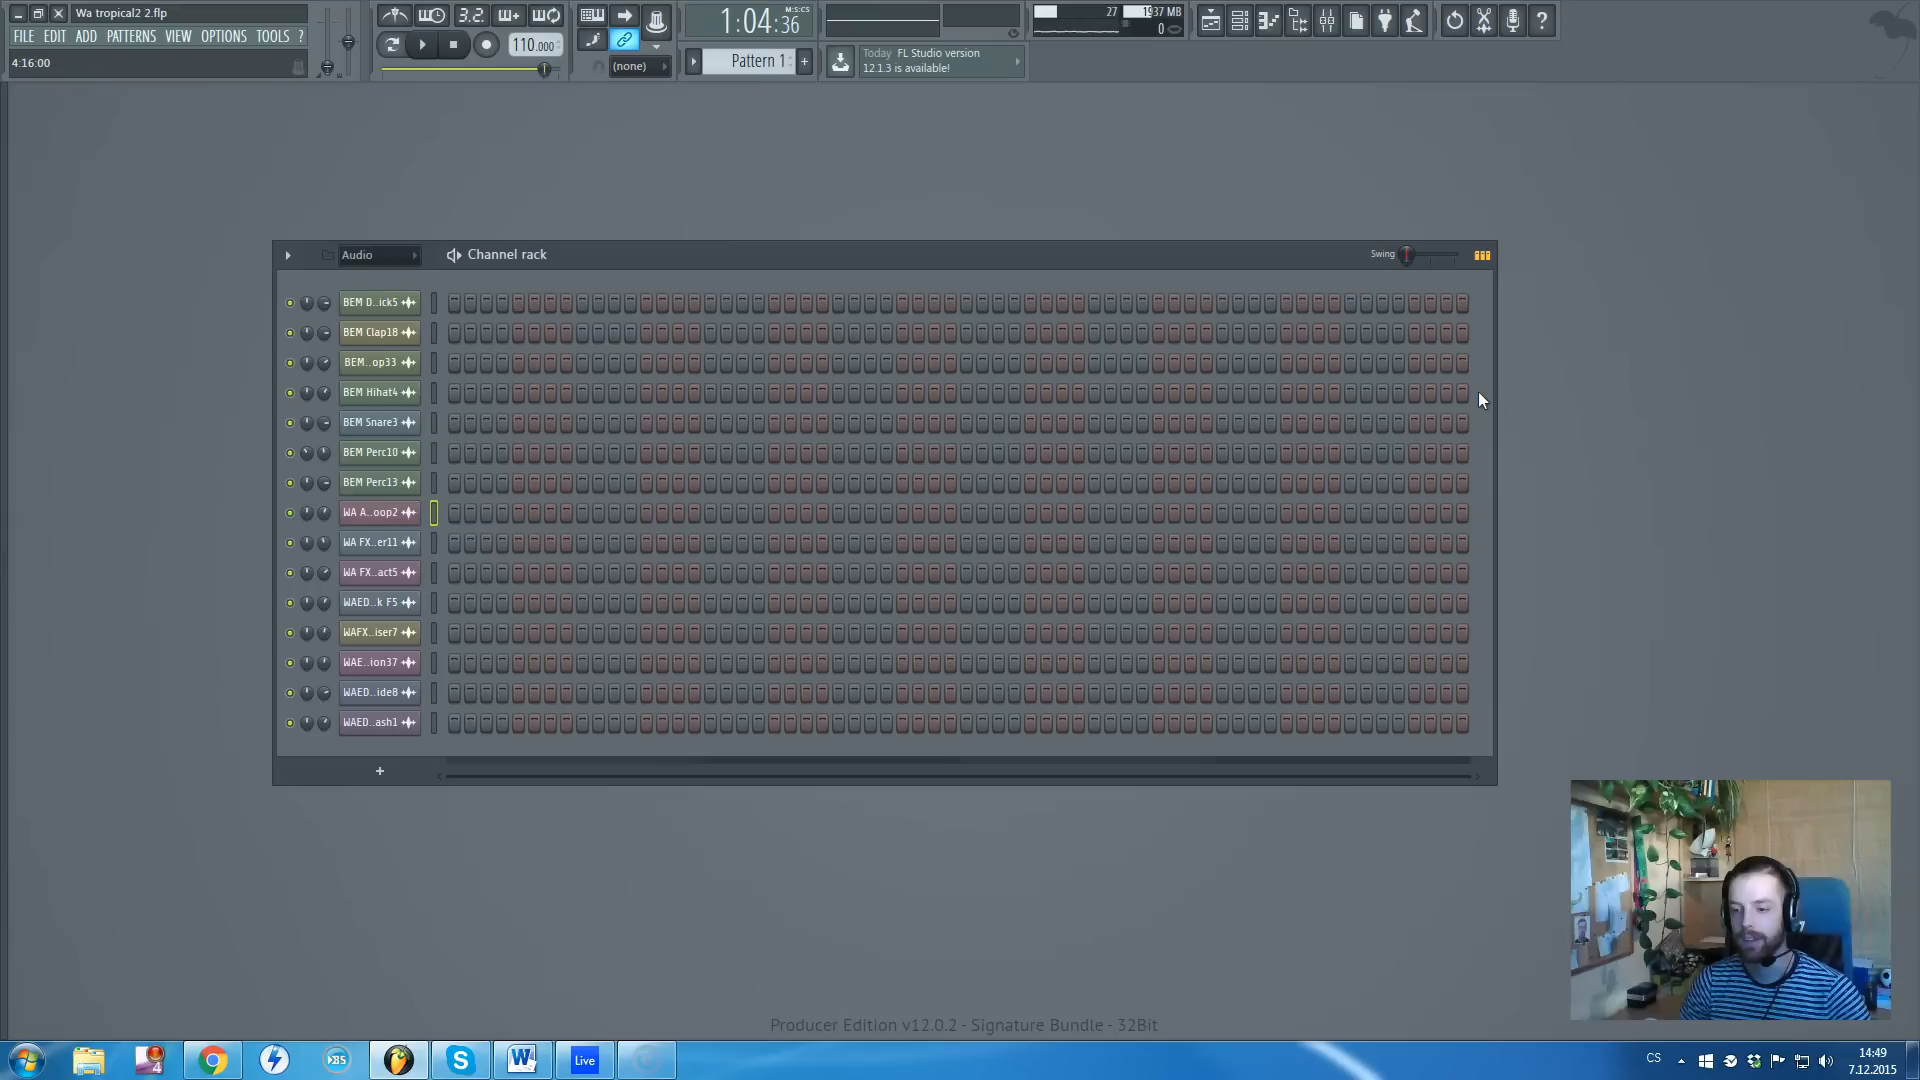 Wa tropical2 2.flp
FILE EDIT ADD PATTERNS VIEW OPTIONS TOOLS ?
4:16:00
3.2
110.000
(none)
1:04:36
M:S:CS
Pattern 1
+
27
1937 MB
0
Today FL Studio version
12.1.3 is available!
?
Audio
Channel rack
Swing
BEM D..ick5
BEM Clap18
BEM..op33
BEM Hihat4
BEM Snare3
BEM Perc10
BEM Perc13
WA A..oop2
WA FX..er11
WA FX..act5
WAED..k F5
WAFX..iser7
WAE..ion37
WAED..ide8
WAED..ash1
+
Producer Edition v12.0.2 - Signature Bundle - 32Bit
4
BS
S
W
Live
CS
14:49
7.12.2015